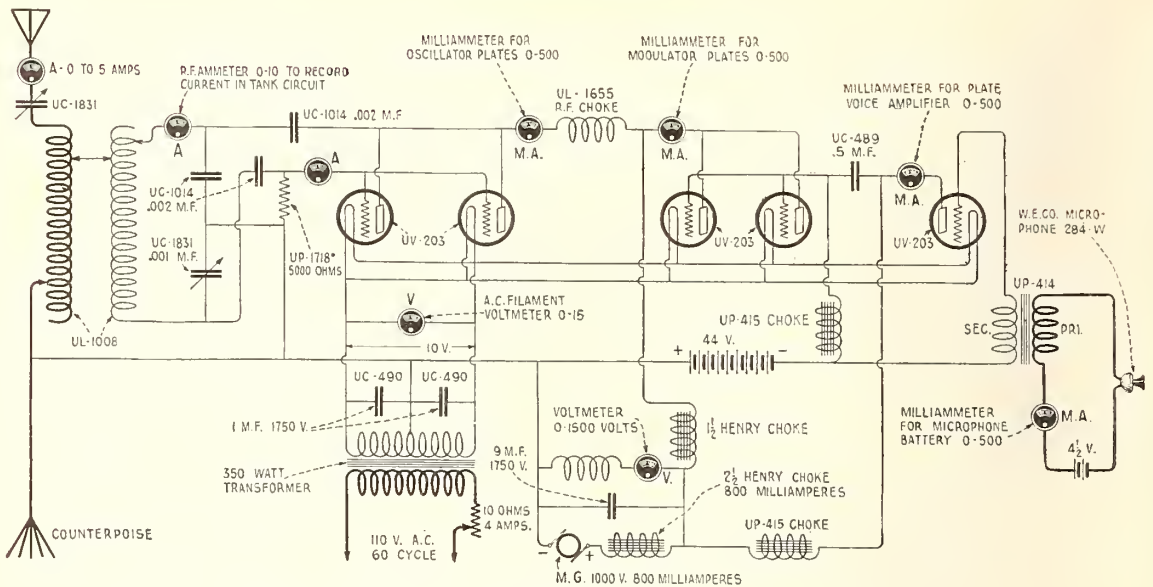 A-0 TO 5 AMPS
UC-1831
R.F. AMMETER 0-10 TO RECORD
CURRENT IN TANK CIRCUIT
A
UC-1014 .002 M.F.
MILLIAMMETER FOR
OSCILLATOR PLATES 0-500
M.A.
UL-1655
R.F. CHOKE
MILLIAMMETER FOR
MODULATOR PLATES 0-500
M.A.
MILLIAMMETER FOR PLATE
VOICE AMPLIFIER 0-500
UC-489
.5 M.F.
M.A.
A
UC-1014
.002 M.F.
UC-1831
.001 M.F.
UP-1718*
5000 OHMS
UV-203
UV-203
UV-203
W.E.CO. MICRO-
PHONE 284-W
UL-1008
V
A.C. FILAMENT
VOLTMETER 0-15
10 V.
UC-490
UC-490
1 M.F. 1750 V.
350 WATT
TRANSFORMER
10 OHMS
4 AMPS.
110 V. A.C.
60 CYCLE
COUNTERPOISE
UP-415 CHOKE
+ 44 V. -
UP-414
SEC.
PRI.
VOLTMETER
0-1500 VOLTS
V.
1½ HENRY CHOKE
9 M.F.
1750 V.
2½ HENRY CHOKE
800 MILLIAMPERES
UP-415 CHOKE
- +
M.G. 1000 V. 800 MILLIAMPERES
MILLIAMMETER
FOR MICROPHONE
BATTERY 0-500
M.A.
4½ V.